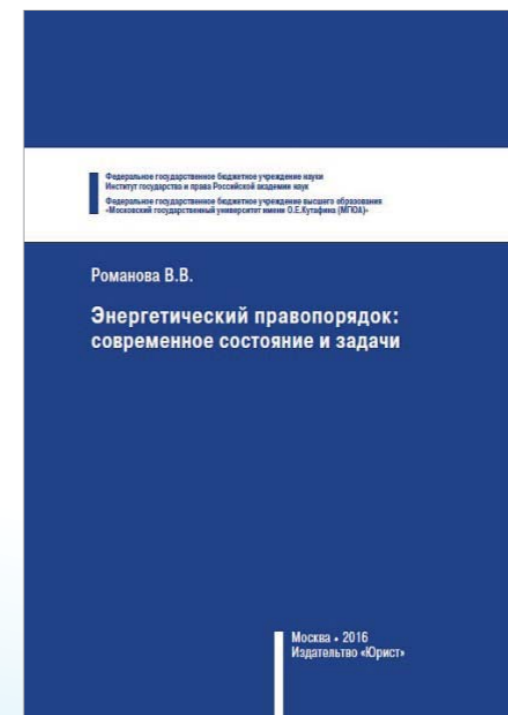 Федеральное государственное бюджетное учреждение науки
Институт государства и права Российской академии наук
Федеральное государственное бюджетное учреждение высшего образования
«Московский государственный университет имени О.Е.Кутафина (МГЮА)»
Романова В.В.
Энергетический правопорядок:
современное состояние и задачи
Москва • 2016
Издательство «Юрист»